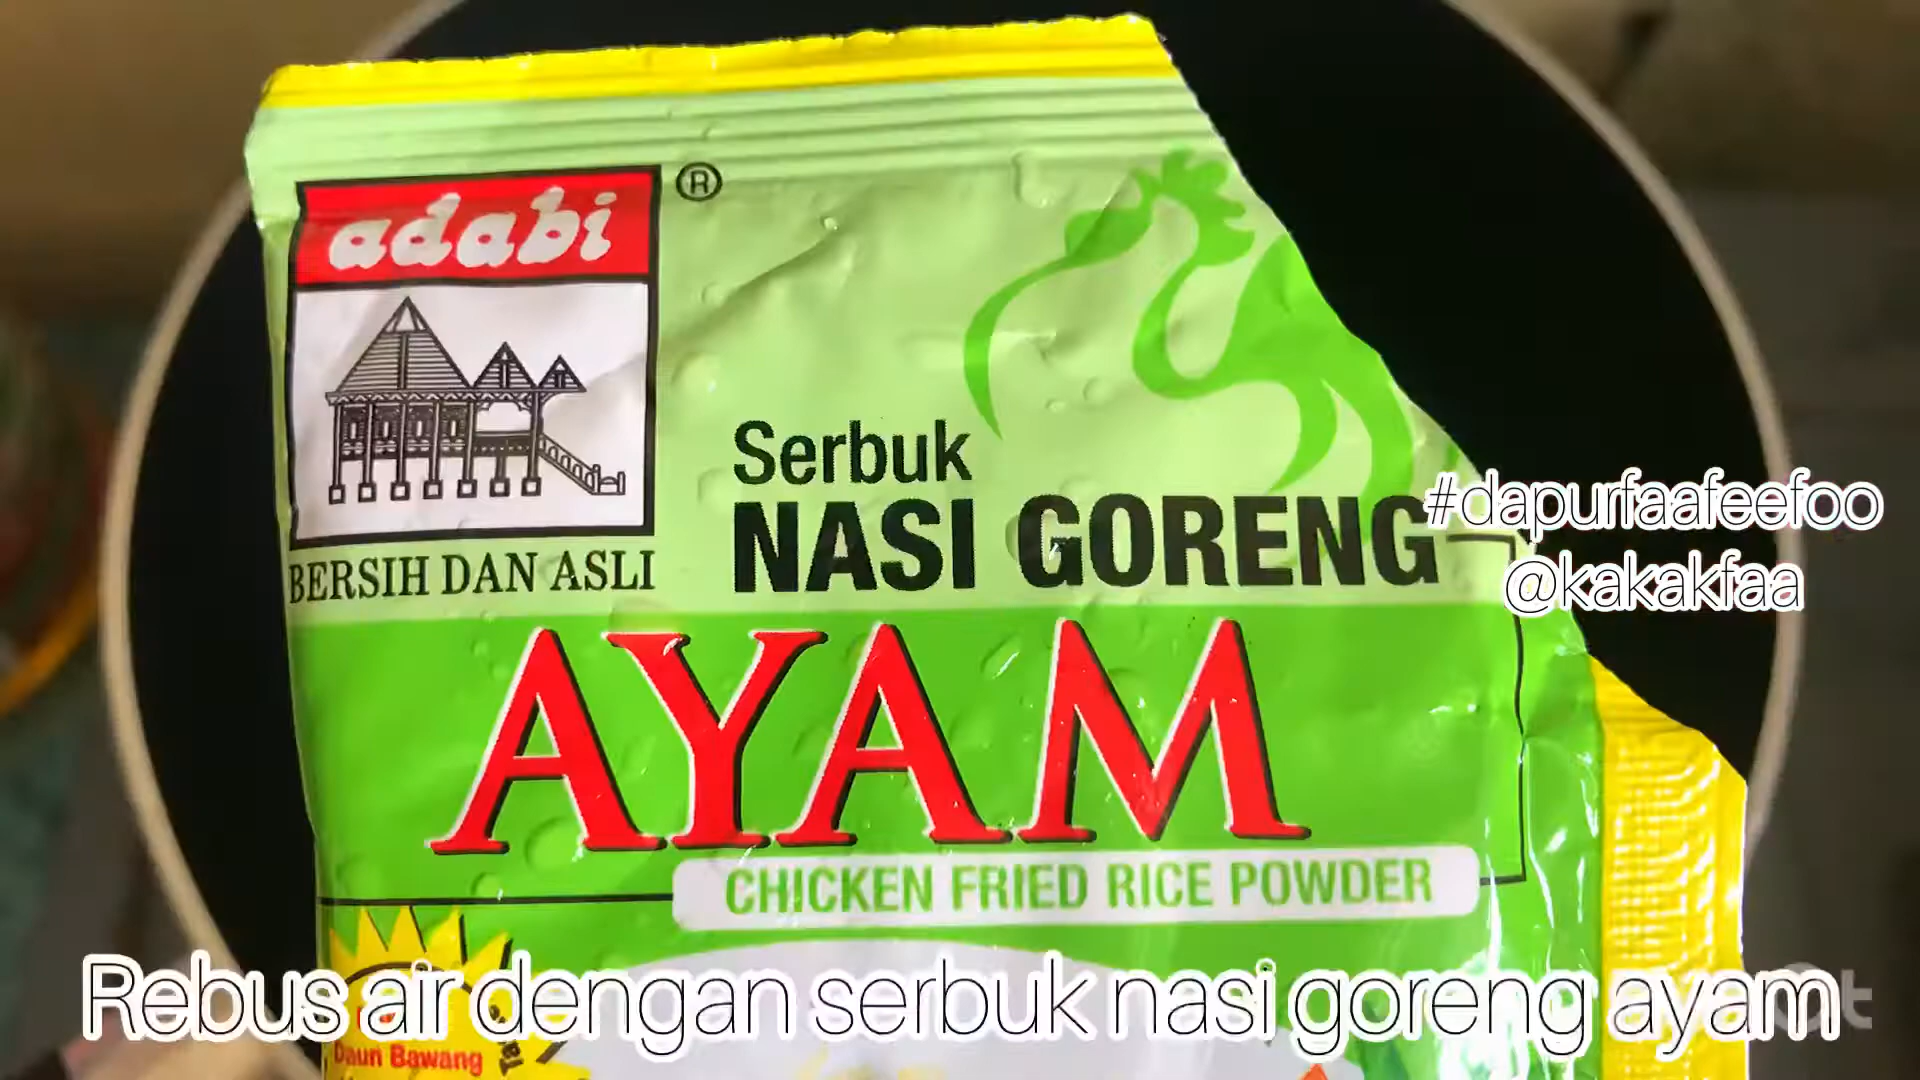 adabi ®
BERSIH DAN ASLI
Serbuk
NASI GORENG
AYAM
CHICKEN FRIED RICE POWDER
#dapurfaafeefoo
@kakakfaa
Daun Bawang
Rebus air dengan serbuk nasi goreng ayam